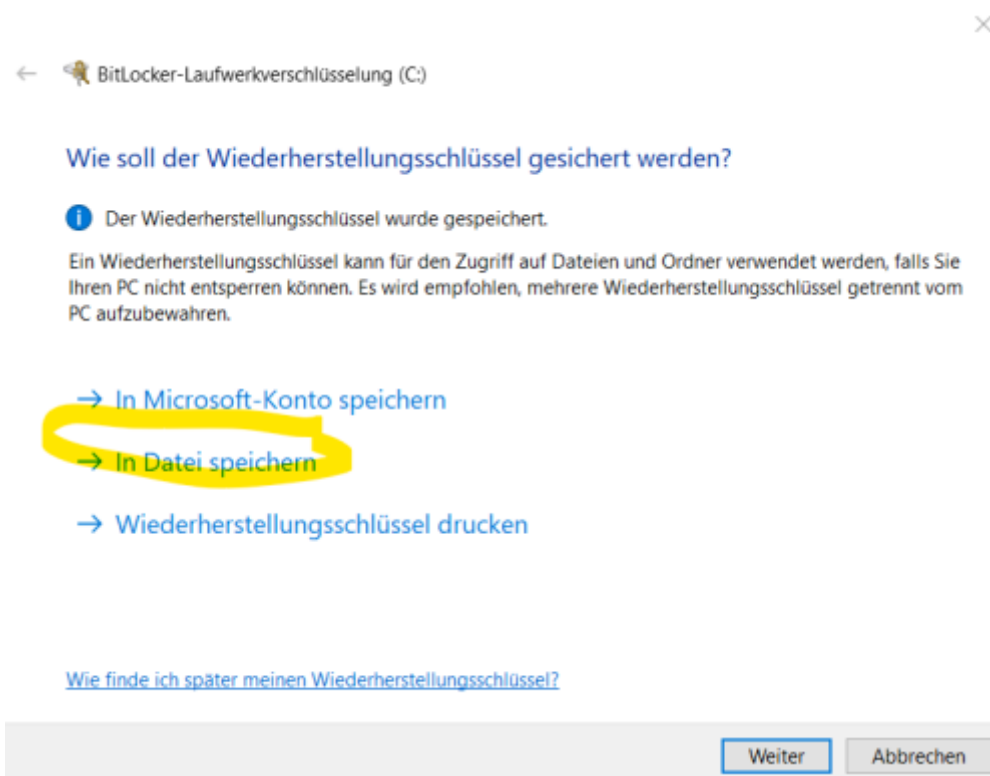 BitLocker-Laufwerkverschlüsselung (C:)
Wie soll der Wiederherstellungsschlüssel gesichert werden?
Der Wiederherstellungsschlüssel wurde gespeichert.
Ein Wiederherstellungsschlüssel kann für den Zugriff auf Dateien und Ordner verwendet werden, falls Sie
Ihren PC nicht entsperren können. Es wird empfohlen, mehrere Wiederherstellungsschlüssel getrennt vom
PC aufzubewahren.
→ In Microsoft-Konto speichern
→ In Datei speichern
→ Wiederherstellungsschlüssel drucken
Wie finde ich später meinen Wiederherstellungsschlüssel?
Weiter Abbrechen